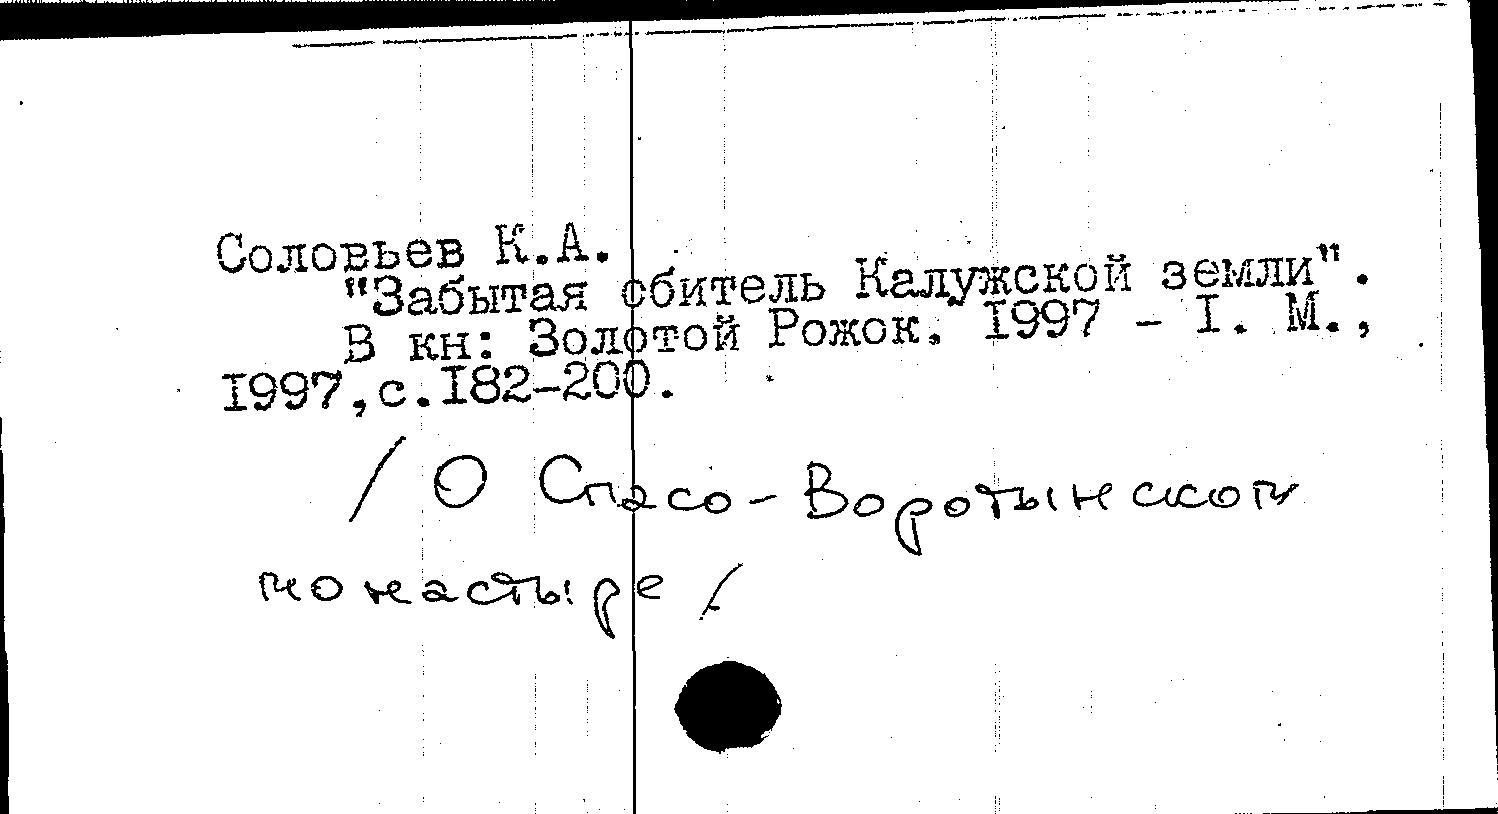 Соловьев К.А.
"Забытая обитель Калужской земли".
В кн: Золотой Рожок. 1997 - I. М.,
1997,с.182-200.
/ О Спасо-Воротынском
монастыре /